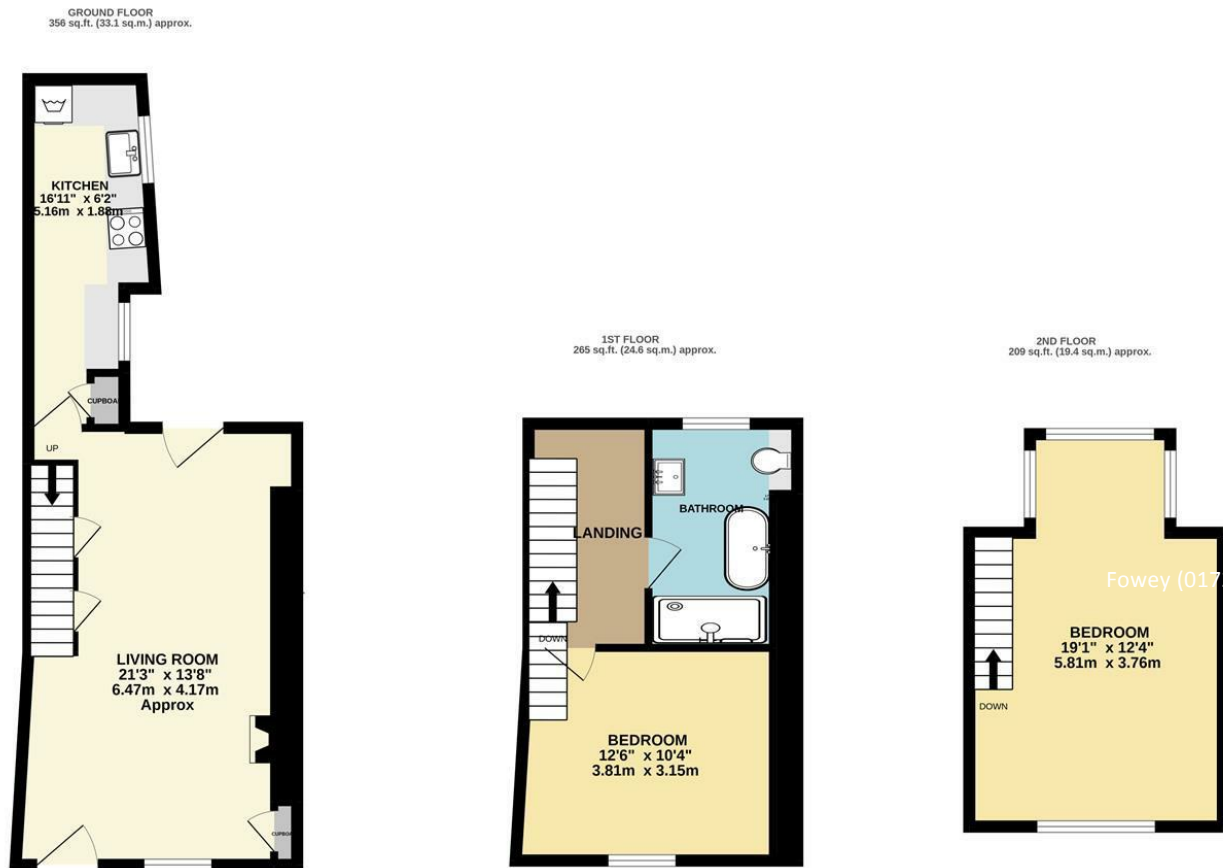 GROUND FLOOR
356 sq.ft. (33.1 sq.m.) approx.
KITCHEN
16'11" x 6'2"
5.16m x 1.88m
CUPBOA
UP
LIVING ROOM
21'3" x 13'8"
6.47m x 4.17m
Approx
CUPBOA
1ST FLOOR
265 sq.ft. (24.6 sq.m.) approx.
BATHROOM
LANDING
DOWN
BEDROOM
12'6" x 10'4"
3.81m x 3.15m
2ND FLOOR
209 sq.ft. (19.4 sq.m.) approx.
Fowey (017
BEDROOM
19'1" x 12'4"
5.81m x 3.76m
DOWN